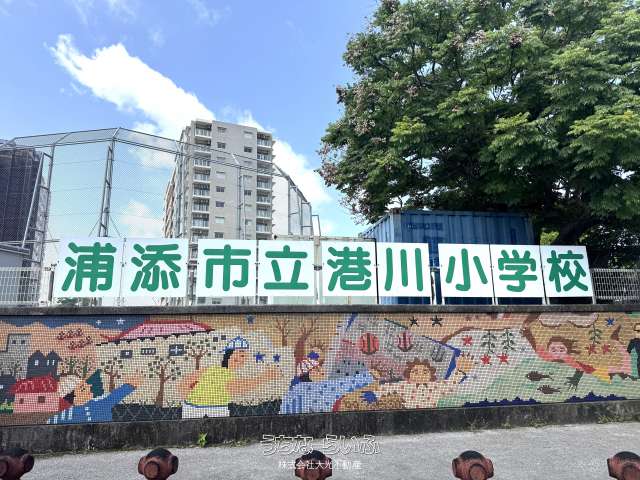 浦添市立港川小学校
うちなーらいふ
株式会社大光不動産